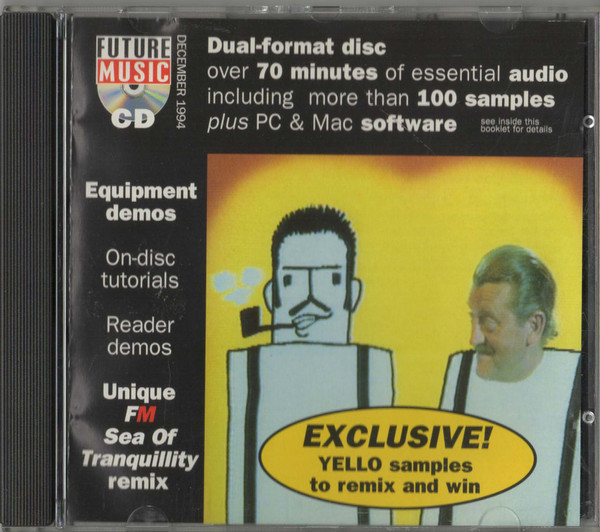 FUTURE
MUSIC
CD
DECEMBER 1994
Dual-format disc
over 70 minutes of essential audio
including more than 100 samples
plus PC & Mac software
see inside this
booklet for details
Equipment
demos
On-disc
tutorials
Reader
demos
Unique
FM
Sea Of
Tranquillity
remix
EXCLUSIVE!
YELLO samples
to remix and win